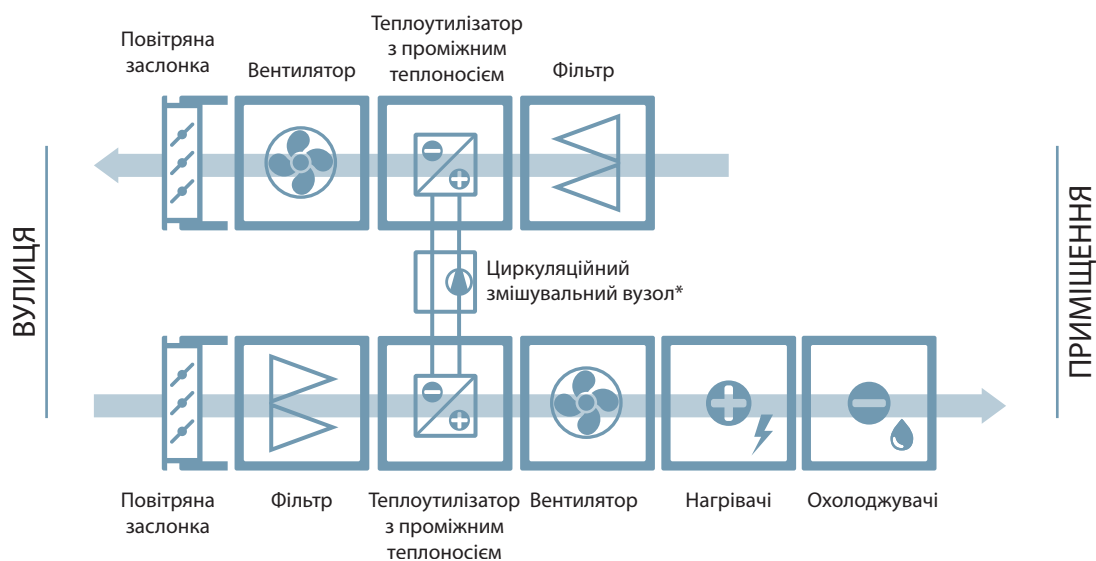 Повітряна
заслонка
Вентилятор
Теплоутилізатор
з проміжним
теплоносієм
Фільтр
ВУЛИЦЯ
Циркуляційний
змішувальний вузол*
ПРИМІЩЕННЯ
Повітряна
заслонка
Фільтр
Теплоутилізатор
з проміжним
теплоносієм
Вентилятор
Нагрівачі
Охолоджувачі